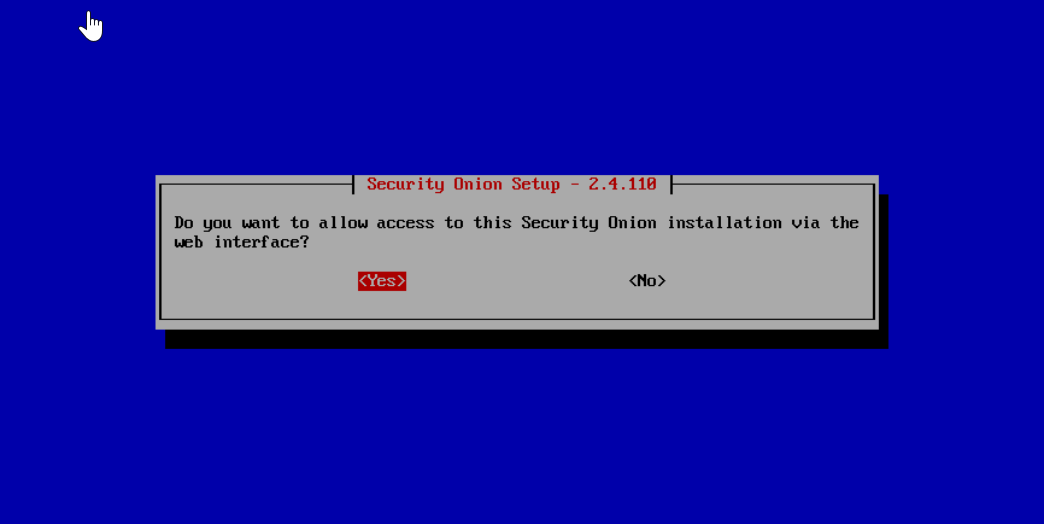 Security Onion Setup - 2.4.110
Do you want to allow access to this Security Onion installation via the
web interface?
<Yes> <No>